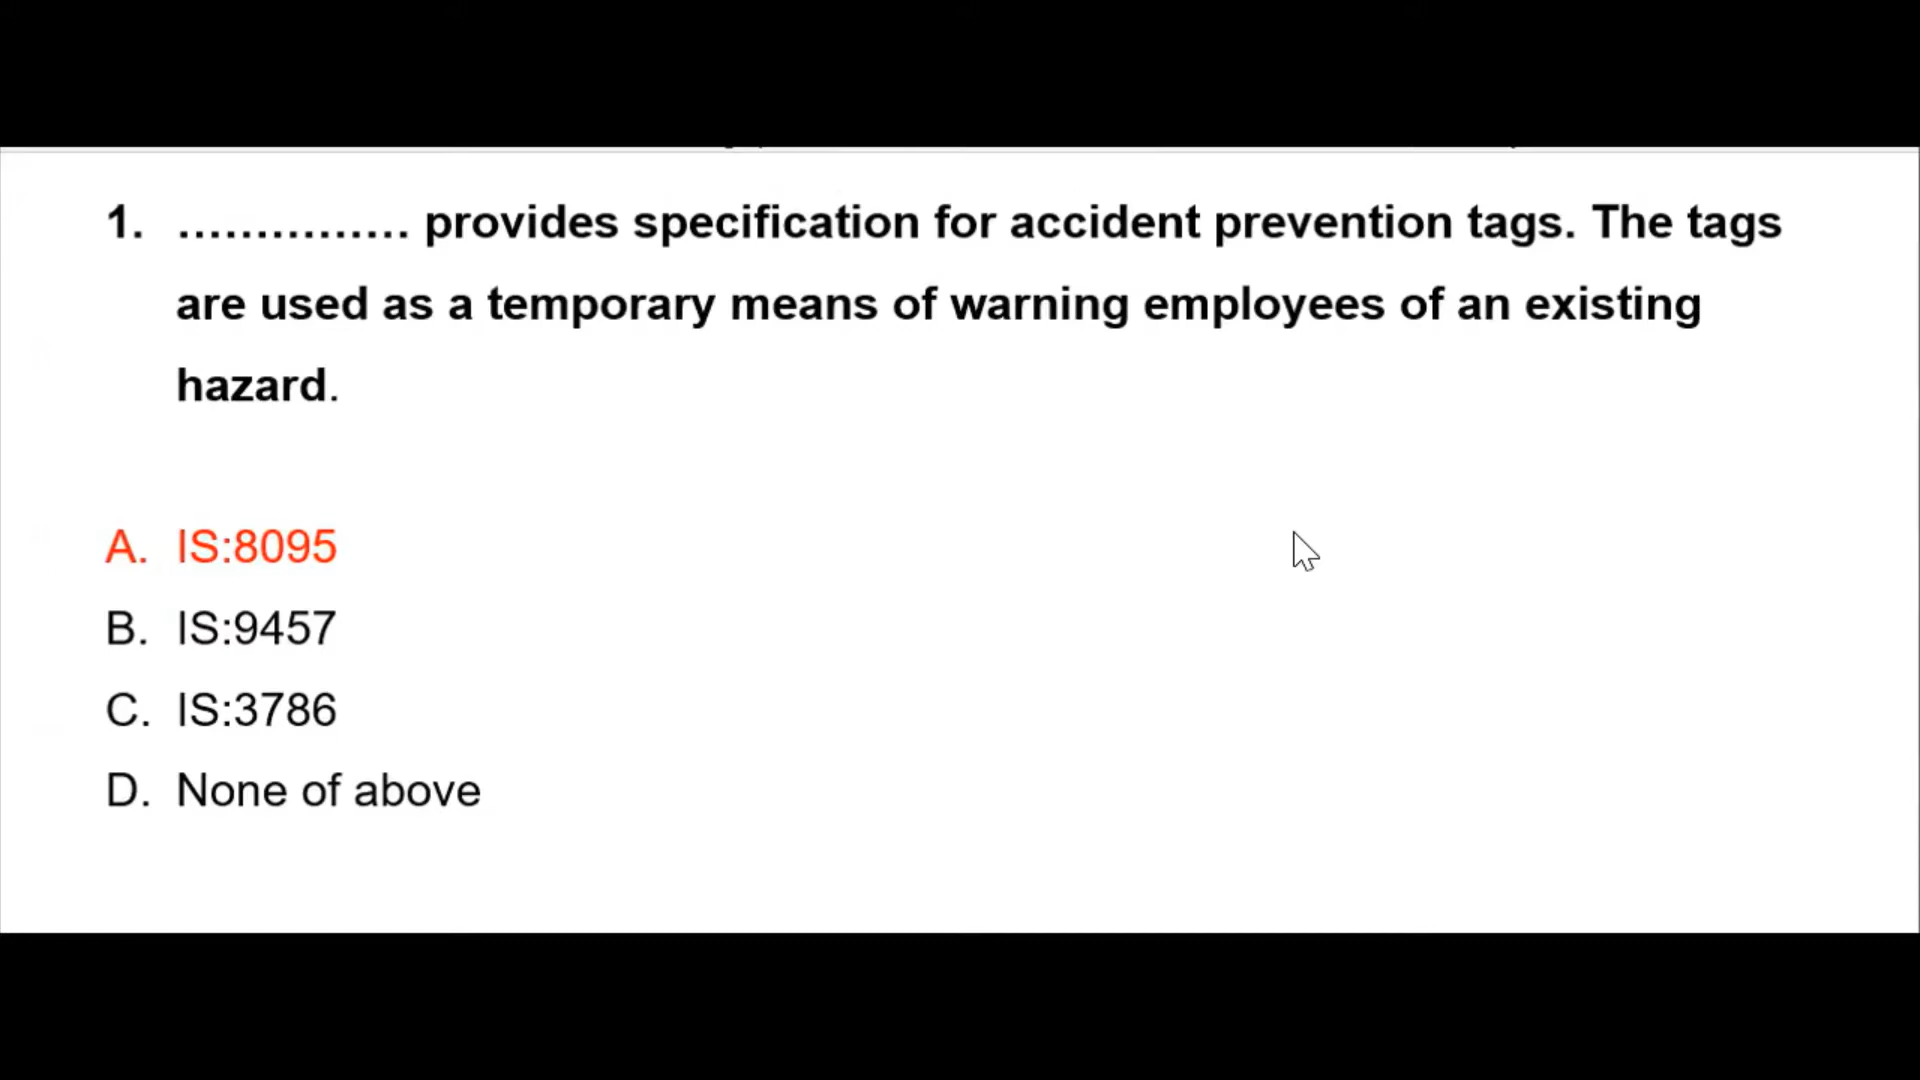 1. …………… provides specification for accident prevention tags. The tags
are used as a temporary means of warning employees of an existing
hazard.
A. IS:8095
B. IS:9457
C. IS:3786
D. None of above